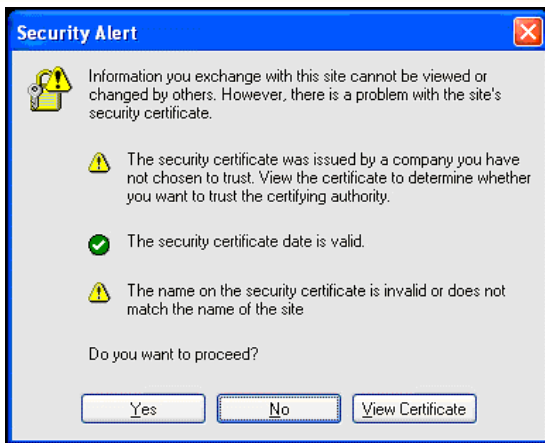 Security Alert
Information you exchange with this site cannot be viewed or
changed by others. However, there is a problem with the site's
security certificate.
The security certificate was issued by a company you have
not chosen to trust. View the certificate to determine whether
you want to trust the certifying authority.
The security certificate date is valid.
The name on the security certificate is invalid or does not
match the name of the site
Do you want to proceed?
Yes
No
View Certificate